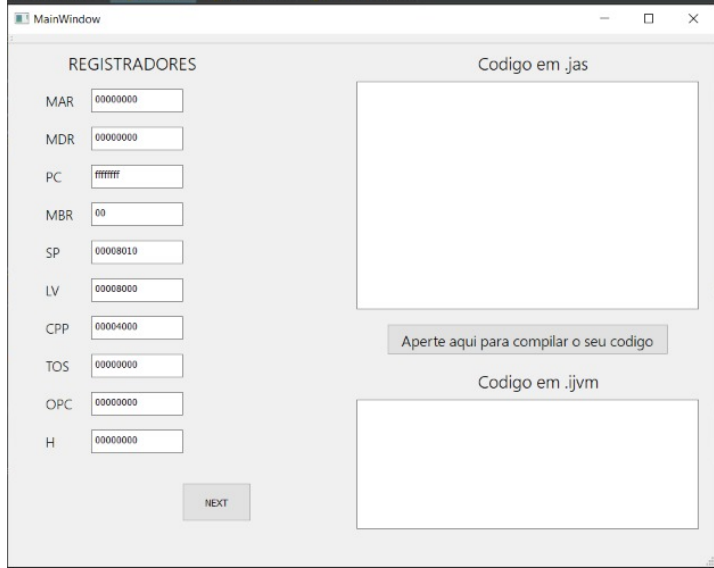 MainWindow
REGISTRADORES
MAR 00000000
MDR 00000000
PC ffffffff
MBR 00
SP 00008010
LV 00008000
CPP 00004000
TOS 00000000
OPC 00000000
H 00000000
NEXT
Codigo em .jas
Aperte aqui para compilar o seu codigo
Codigo em .ijvm